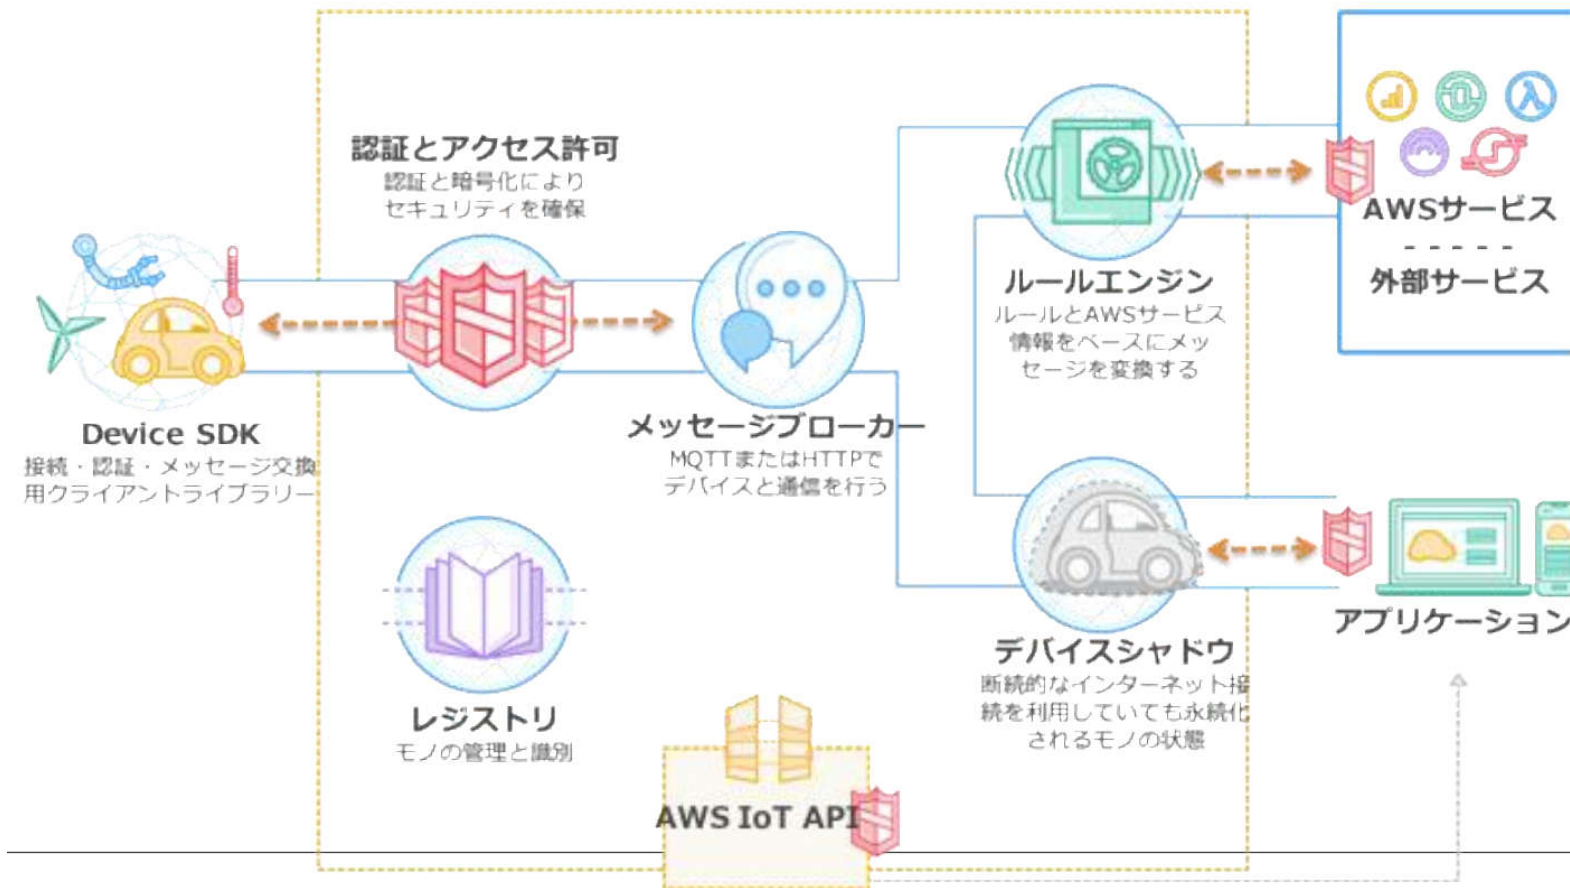 認証とアクセス許可
認証と暗号化により
セキュリティを確保
Device SDK
接続・認証・メッセージ交換
用クライアントライブラリー
メッセージブローカー
MQTTまたはHTTPで
デバイスと通信を行う
ルールエンジン
ルールとAWSサービス
情報をベースにメッ
セージを変換する
AWSサービス
- - - - -
外部サービス
レジストリ
モノの管理と識別
デバイスシャドウ
断続的なインターネット接
続を利用していても永続化
されるモノの状態
アプリケーション
AWS IoT API